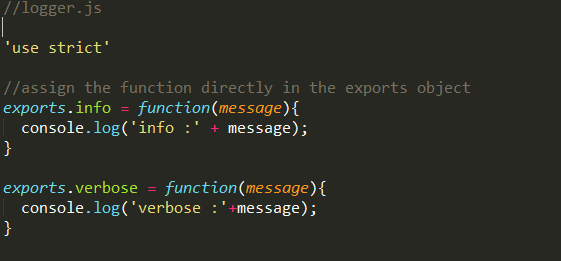 //logger.js
'use strict'
//assign the function directly in the exports object
exports.info = function(message){
console.log('info :' + message);
}
exports.verbose = function(message){
console.log('verbose :'+message);
}